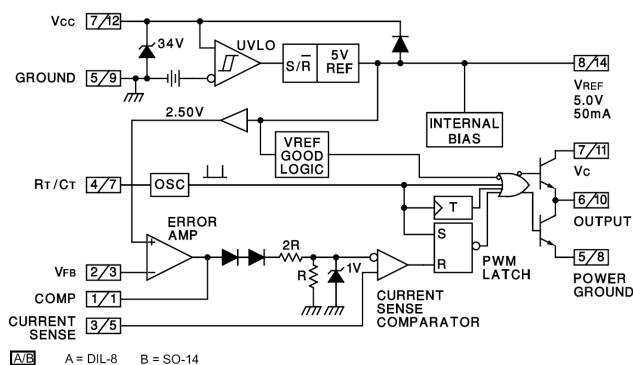 Vcc 7/12
34V
UVLO
S/R̅ 5V REF
GROUND 5/9
8/14
VREF
5.0V
50mA
2.50V
INTERNAL
BIAS
VREF
GOOD
LOGIC
7/11
VC
RT/CT 4/7
OSC
T
6/10
OUTPUT
ERROR
AMP
S
R
PWM
LATCH
5/8
POWER
GROUND
2R
R
1V
VFB 2/3
COMP 1/1
CURRENT
SENSE 3/5
CURRENT
SENSE
COMPARATOR
A/B A = DIL-8 B = SO-14